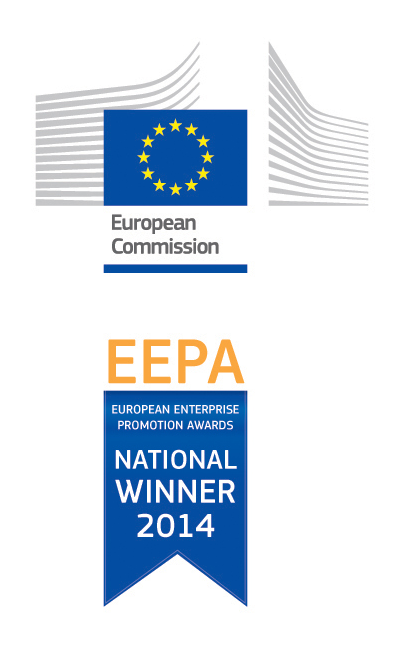 European
Commission
EEPA
EUROPEAN ENTERPRISE
PROMOTION AWARDS
NATIONAL
WINNER
2014